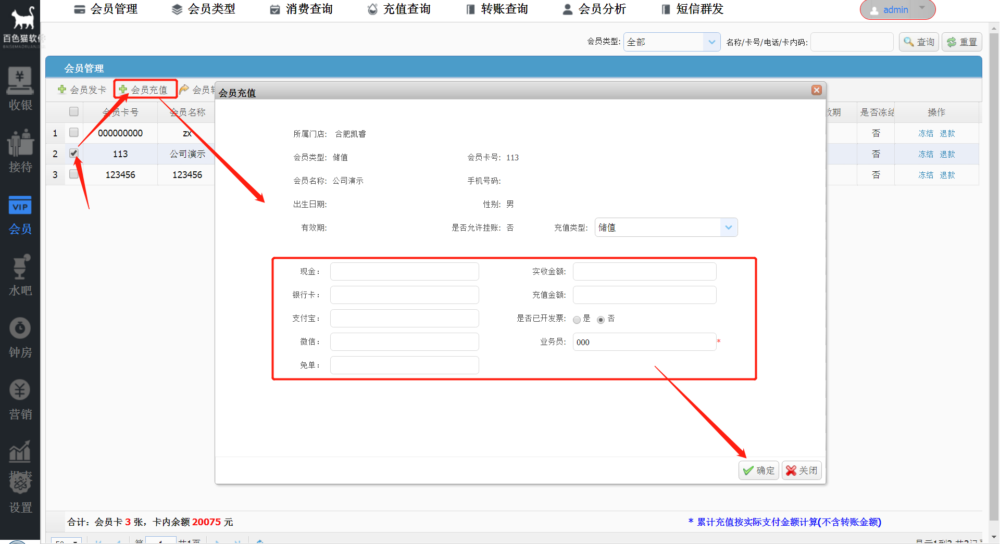 会员管理 会员类型 消费查询 充值查询 转账查询 会员分析 短信群发 admin
百色猫软件
会员类型: 全部 名称/卡号/电话/卡内码: 查询 重置
会员管理
会员发卡 会员充值 会员转
会员充值
会员卡号 会员名称 效期 是否冻结 操作
1 000000000 zx 否 冻结 退款
2 113 公司演示 否 冻结 退款
3 123456 123456 否 冻结 退款
所属门店: 合肥凯睿
会员类型: 储值 会员卡号: 113
会员名称: 公司演示 手机号码:
出生日期: 性别: 男
有效期: 是否允许挂账: 否 充值类型: 储值
现金： 实收金额:
银行卡： 充值金额:
支付宝： 是否已开发票: 是 否
微信： 业务员: 000 *
免单：
确定 关闭
收银
接待
VIP
会员
水吧
钟房
营销
报表
设置
合计：会员卡 3 张，卡内余额 20075 元
* 累计充值按实际支付金额计算(不含转账金额)
50 第 1 共1页